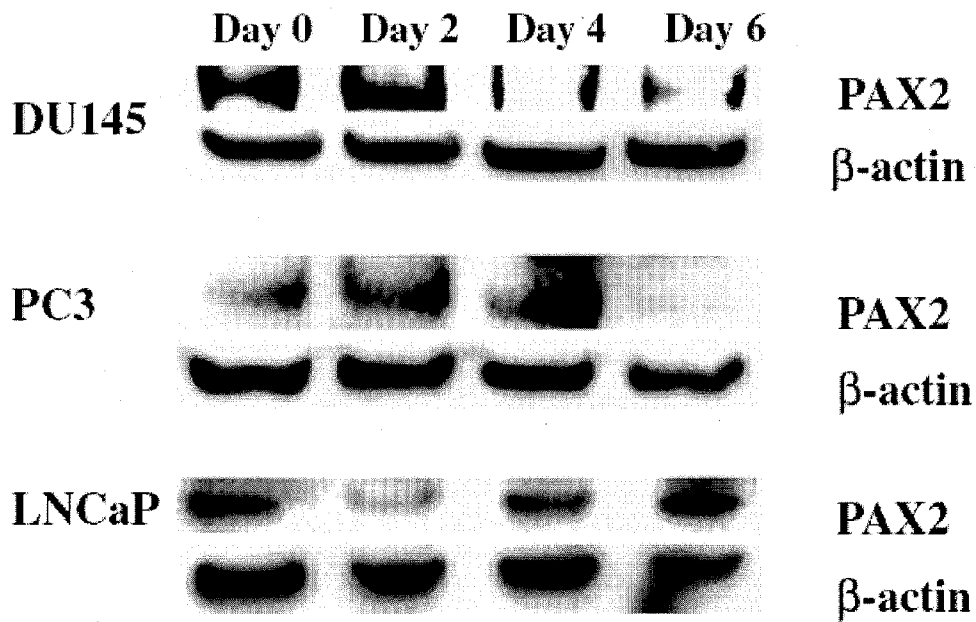 Day 0 Day 2 Day 4 Day 6
DU145 PAX2
β-actin
PC3 PAX2
β-actin
LNCaP PAX2
β-actin